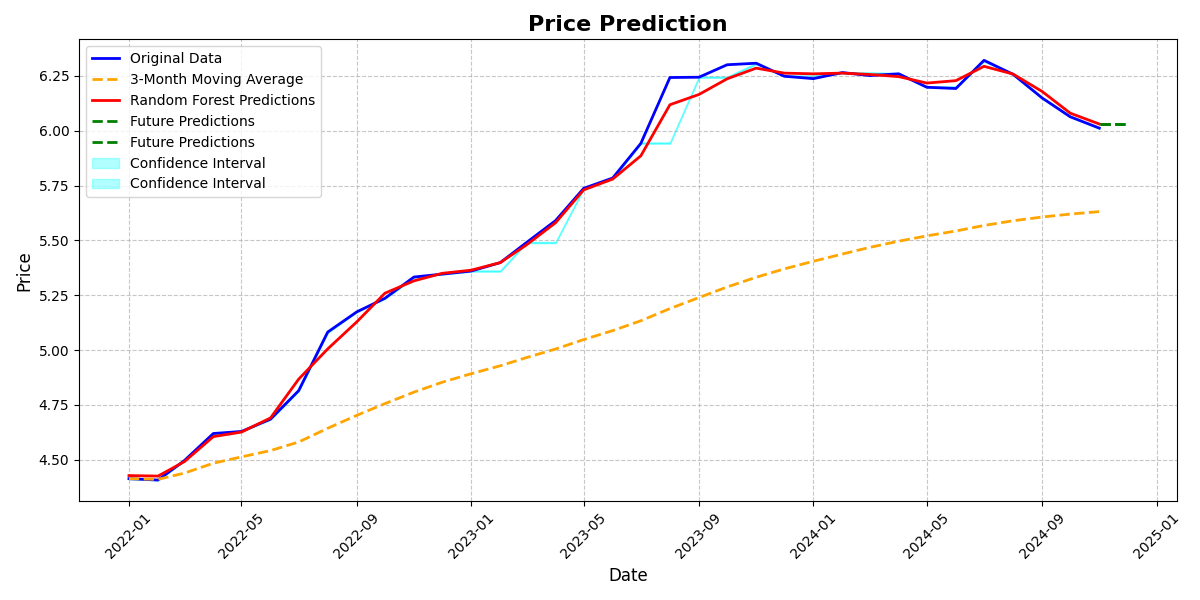 Price Prediction
Original Data
3-Month Moving Average
Random Forest Predictions
Future Predictions
Future Predictions
Confidence Interval
Confidence Interval
Price
6.25
6.00
5.75
5.50
5.25
5.00
4.75
4.50
2022-01
2022-05
2022-09
2023-01
2023-05
2023-09
2024-01
2024-05
2024-09
2025-01
Date